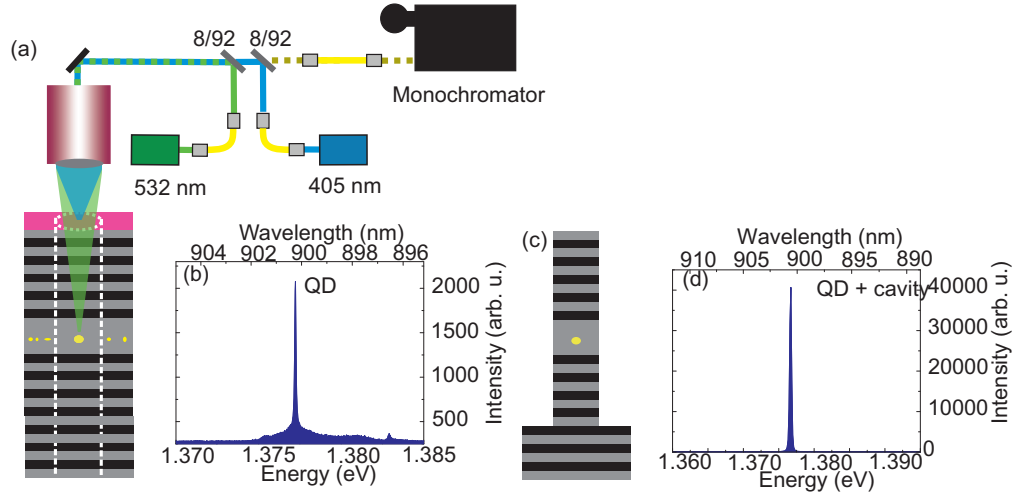 (a)
8/92 8/92
Monochromator
532 nm
405 nm
Wavelength (nm)
904 902 900 898 896
(b)
QD
2000
1500
1000
500
Intensity (arb. u.)
1.370 1.375 1.380 1.385
Energy (eV)
(c)
Wavelength (nm)
910 905 900 895 890
(d)
QD + cavity
40000
30000
20000
10000
0
Intensity (arb. u.)
1.360 1.370 1.380 1.390
Energy (eV)